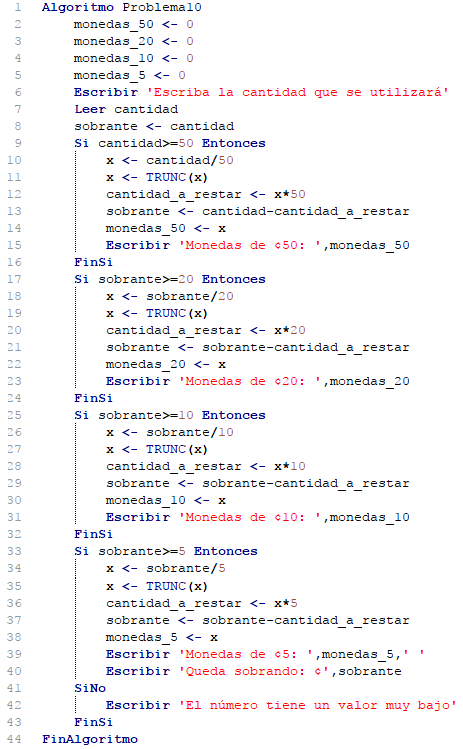 1 Algoritmo Problema10
2 monedas_50 <- 0
3 monedas_20 <- 0
4 monedas_10 <- 0
5 monedas_5 <- 0
6 Escribir 'Escriba la cantidad que se utilizará'
7 Leer cantidad
8 sobrante <- cantidad
9 Si cantidad>=50 Entonces
10 x <- cantidad/50
11 x <- TRUNC(x)
12 cantidad_a_restar <- x*50
13 sobrante <- cantidad-cantidad_a_restar
14 monedas_50 <- x
15 Escribir 'Monedas de ¢50: ',monedas_50
16 FinSi
17 Si sobrante>=20 Entonces
18 x <- sobrante/20
19 x <- TRUNC(x)
20 cantidad_a_restar <- x*20
21 sobrante <- sobrante-cantidad_a_restar
22 monedas_20 <- x
23 Escribir 'Monedas de ¢20: ',monedas_20
24 FinSi
25 Si sobrante>=10 Entonces
26 x <- sobrante/10
27 x <- TRUNC(x)
28 cantidad_a_restar <- x*10
29 sobrante <- sobrante-cantidad_a_restar
30 monedas_10 <- x
31 Escribir 'Monedas de ¢10: ',monedas_10
32 FinSi
33 Si sobrante>=5 Entonces
34 x <- sobrante/5
35 x <- TRUNC(x)
36 cantidad_a_restar <- x*5
37 sobrante <- sobrante-cantidad_a_restar
38 monedas_5 <- x
39 Escribir 'Monedas de ¢5: ',monedas_5,' '
40 Escribir 'Queda sobrando: ¢',sobrante
41 SiNo
42 Escribir 'El número tiene un valor muy bajo'
43 FinSi
44 FinAlgoritmo